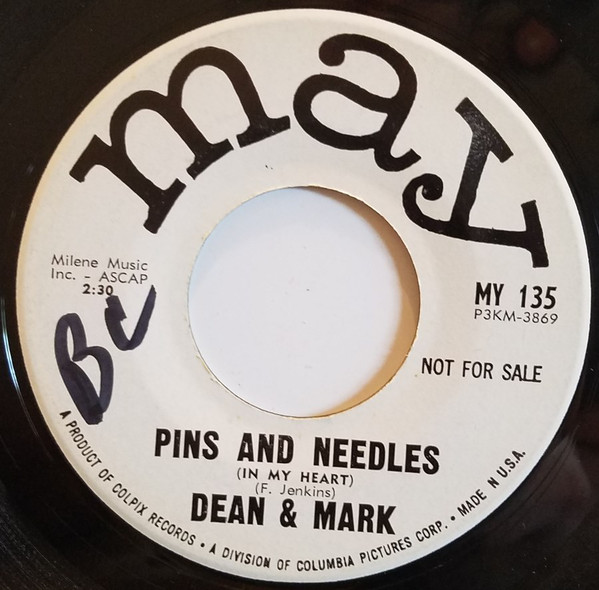 may
Milene Music
Inc. - ASCAP
2:30
BC
MY 135
P3KM-3869
NOT FOR SALE
PINS AND NEEDLES
(IN MY HEART)
(F. Jenkins)
DEAN & MARK
A PRODUCT OF COLPIX RECORDS • A DIVISION OF COLUMBIA PICTURES CORP. • MADE N U.S.A.